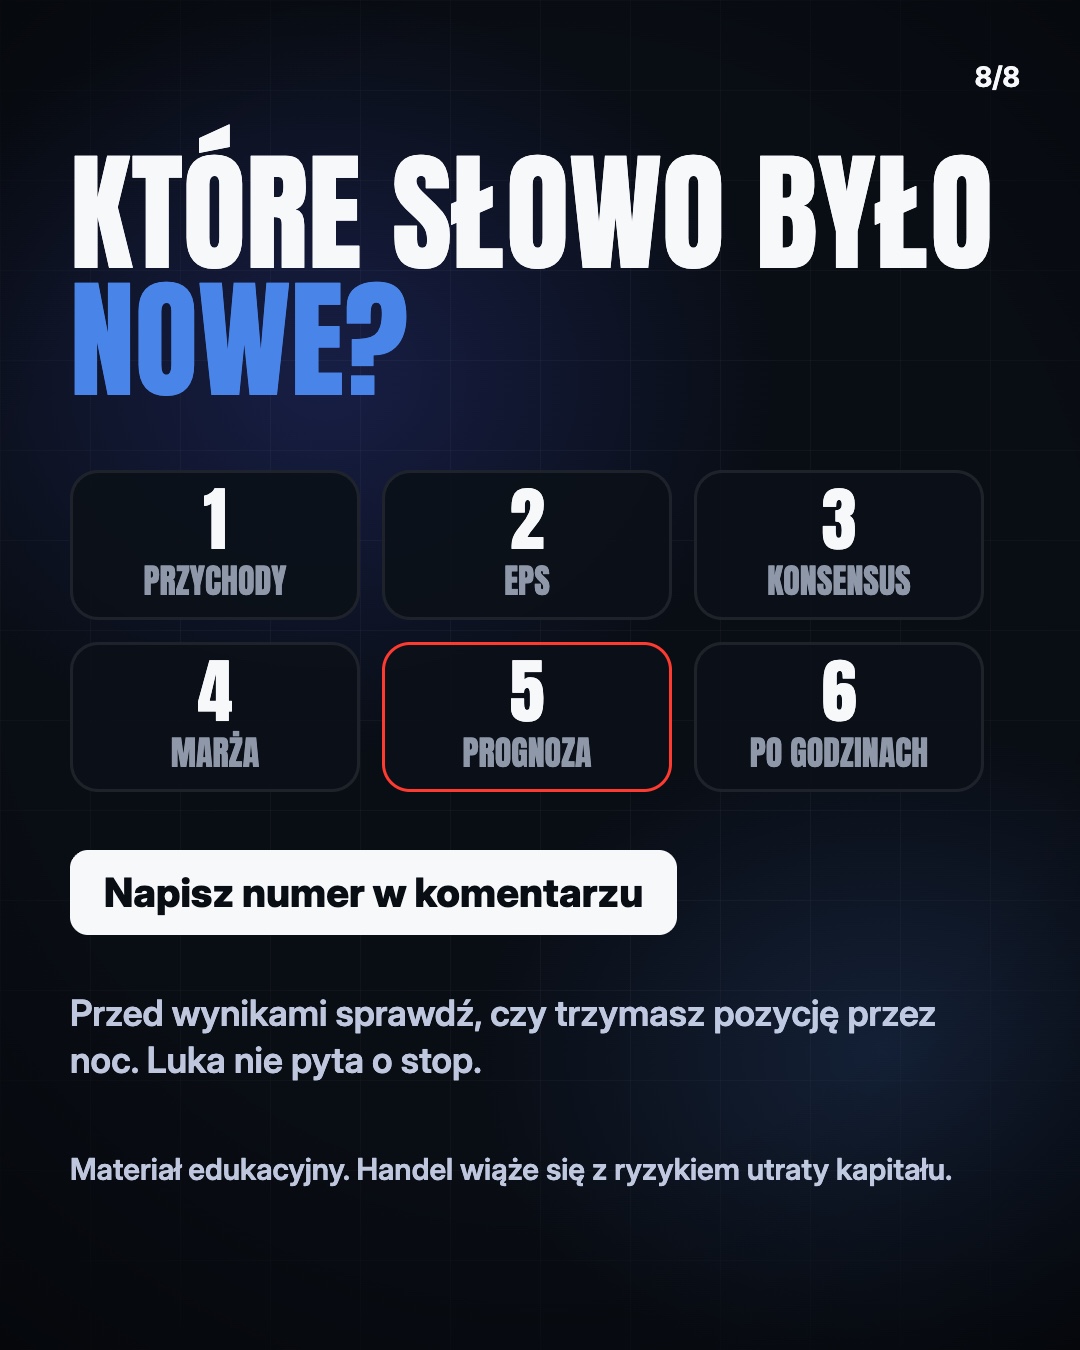 8/8
KTÓRE SŁOWO BYŁO
NOWE?
1
PRZYCHODY
2
EPS
3
KONSENSUS
4
MARŻA
5
PROGNOZA
6
PO GODZINACH
Napisz numer w komentarzu
Przed wynikami sprawdź, czy trzymasz pozycję przez
noc. Luka nie pyta o stop.
Materiał edukacyjny. Handel wiąże się z ryzykiem utraty kapitału.